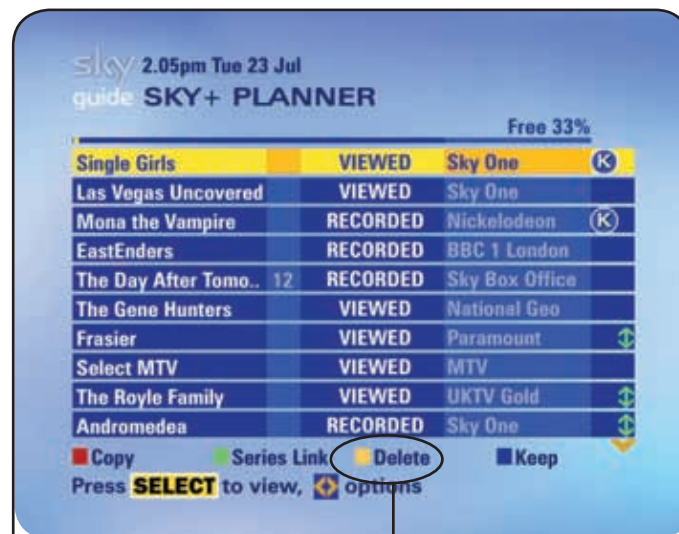 sky 2.05pm Tue 23 Jul
guide SKY+ PLANNER
Free 33%
Single Girls VIEWED Sky One K
Las Vegas Uncovered VIEWED Sky One
Mona the Vampire RECORDED Nickelodeon K
EastEnders RECORDED BBC 1 London
The Day After Tomo.. 12 RECORDED Sky Box Office
The Gene Hunters VIEWED National Geo
Frasier VIEWED Paramount
Select MTV VIEWED MTV
The Royle Family VIEWED UKTV Gold
Andromedea RECORDED Sky One
Copy Series Link Delete Keep
Press SELECT to view, options